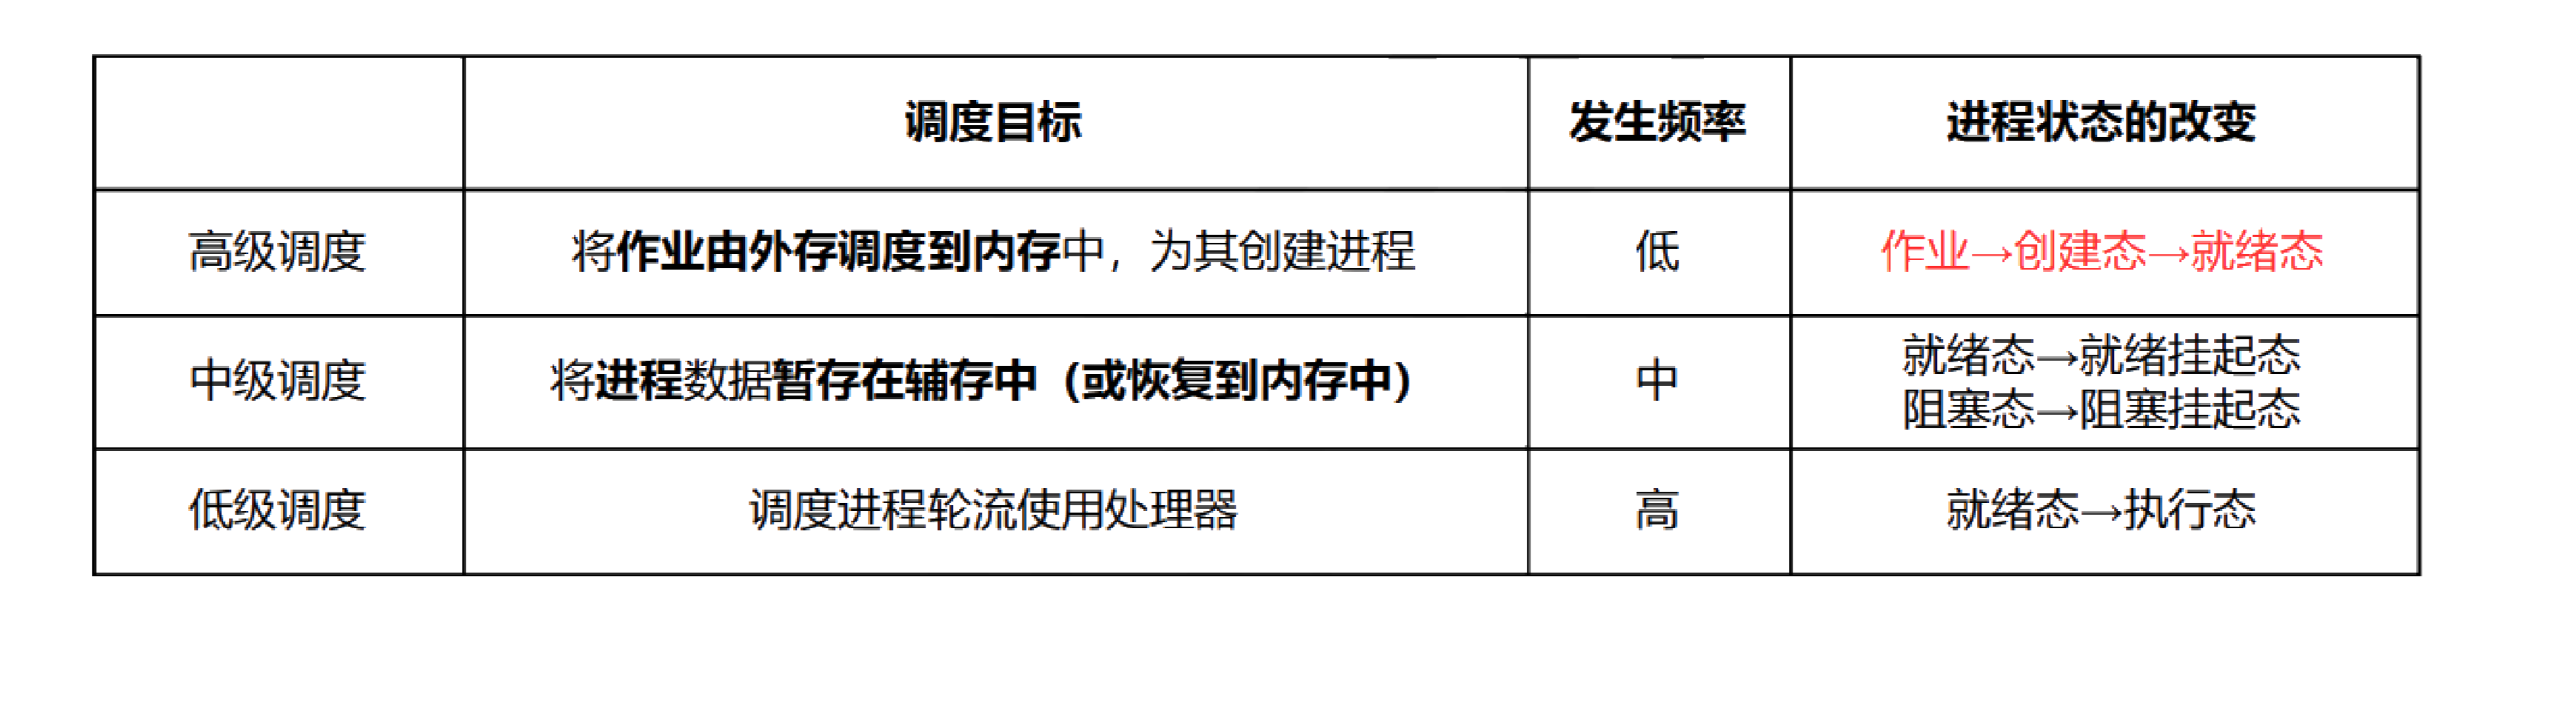 调度目标 发生频率 进程状态的改变
高级调度 将作业由外存调度到内存中，为其创建进程 低 作业→创建态→就绪态
中级调度 将进程数据暂存在辅存中（或恢复到内存中） 中 就绪态→就绪挂起态
阻塞态→阻塞挂起态
低级调度 调度进程轮流使用处理器 高 就绪态→执行态